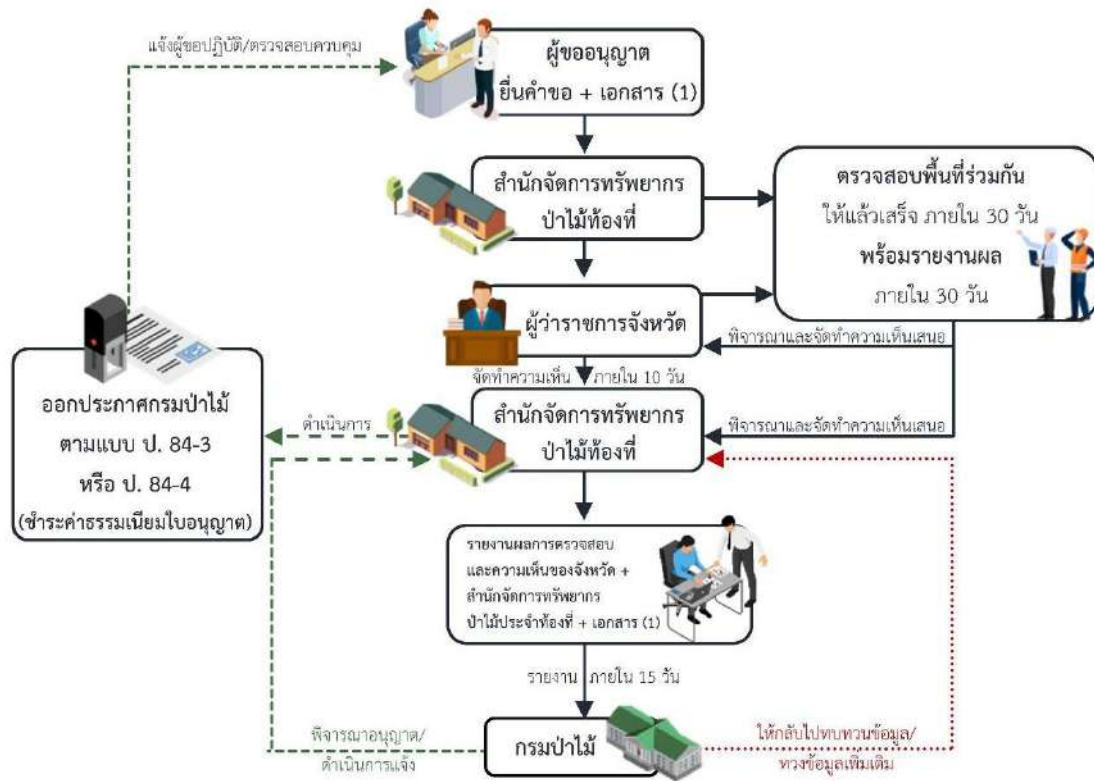 แจ้งผู้ขอปฏิบัติ/ตรวจสอบควบคุม
ผู้ขออนุญาต
ยื่นคำขอ + เอกสาร (1)
สำนักจัดการทรัพยากร
ป่าไม้ท้องที่
ตรวจสอบพื้นที่ร่วมกัน
ให้แล้วเสร็จ ภายใน 30 วัน
พร้อมรายงานผล
ภายใน 30 วัน
ผู้ว่าราชการจังหวัด
พิจารณาและจัดทำความเห็นเสนอ
จัดทำความเห็น ภายใน 10 วัน
สำนักจัดการทรัพยากร
ป่าไม้ท้องที่
พิจารณาและจัดทำความเห็นเสนอ
ดำเนินการ
ออกประกาศกรมป่าไม้
ตามแบบ ป. 84-3
หรือ ป. 84-4
(ชำระค่าธรรมเนียมใบอนุญาต)
รายงานผลการตรวจสอบ
และความเห็นของจังหวัด +
สำนักจัดการทรัพยากร
ป่าไม้ประจำท้องที่ + เอกสาร (1)
รายงาน ภายใน 15 วัน
พิจารณาอนุญาต/
ดำเนินการแจ้ง
กรมป่าไม้
ให้กลับไปทบทวนข้อมูล/
ทวงข้อมูลเพิ่มเติม